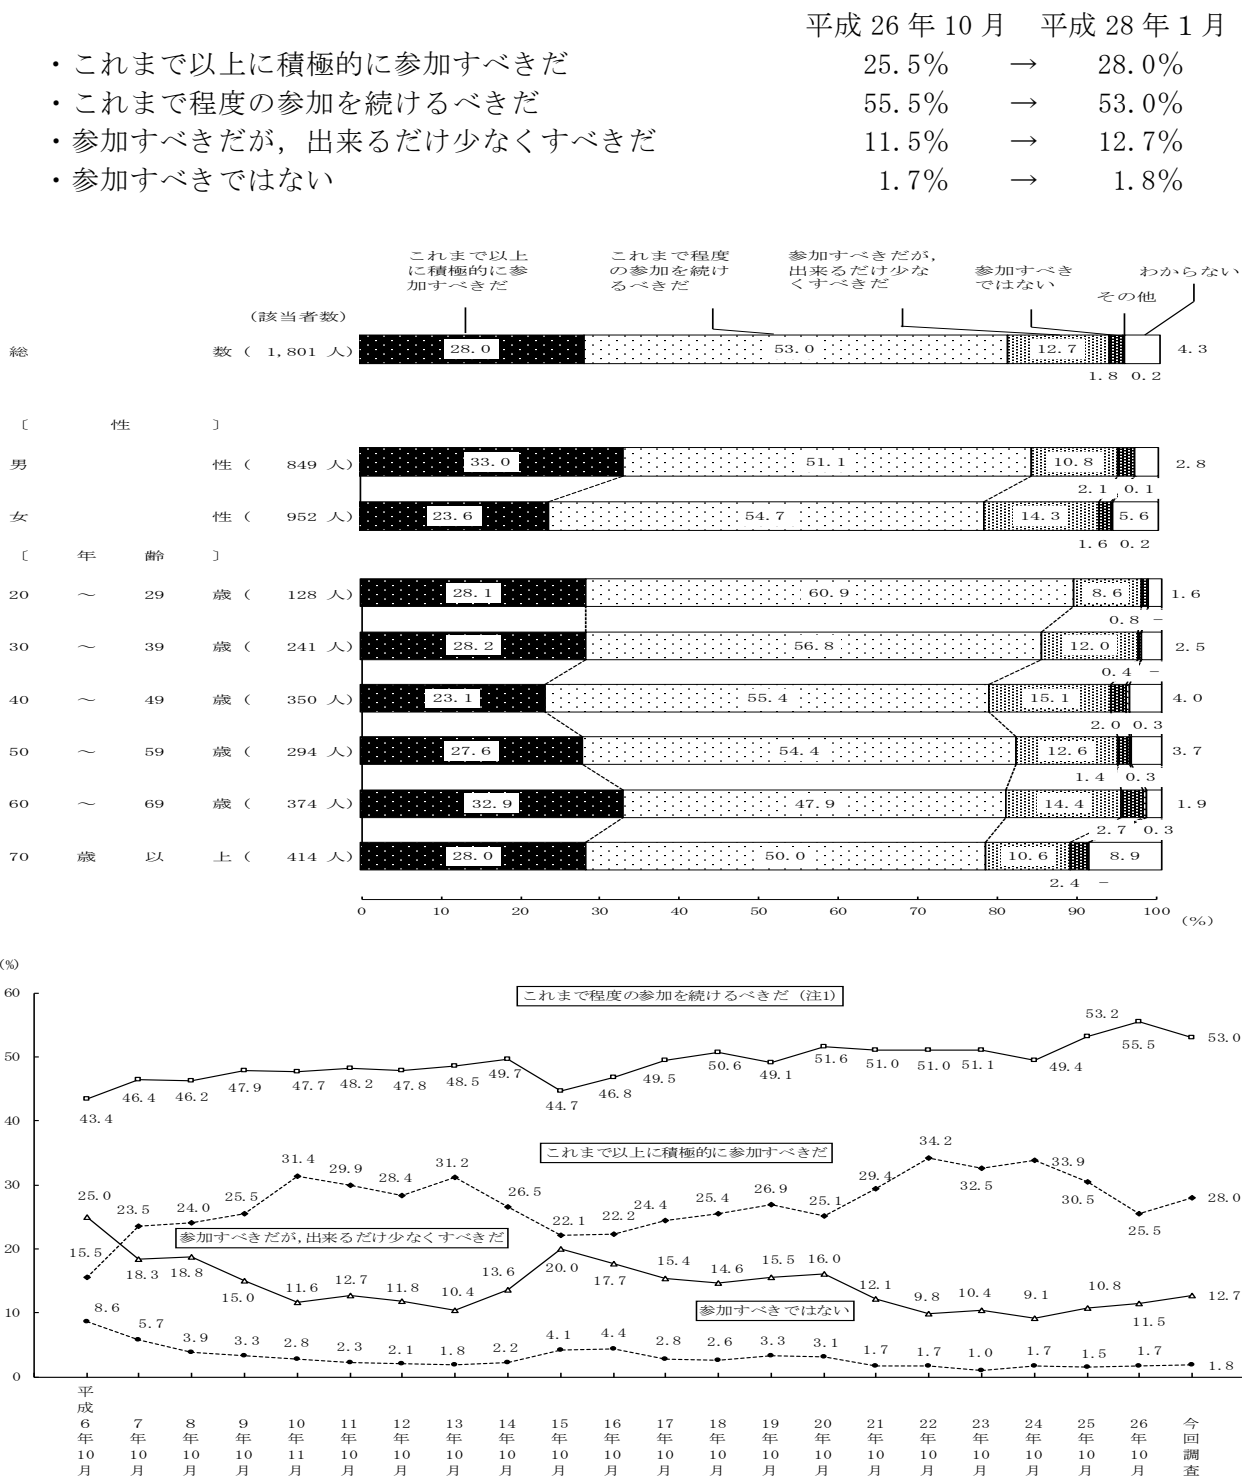 平成 26 年 10 月　平成 28 年 1 月
・これまで以上に積極的に参加すべきだ　25.5%　→　28.0%
・これまで程度の参加を続けるべきだ　55.5%　→　53.0%
・参加すべきだが，出来るだけ少なくすべきだ　11.5%　→　12.7%
・参加すべきではない　1.7%　→　1.8%
これまで以上
に積極的に参
加すべきだ
これまで程度
の参加を続け
るべきだ
参加すべきだが，
出来るだけ少な
くすべきだ
参加すべき
ではない
その他
わからない
(該当者数)
総　数 ( 1,801 人)　28.0　53.0　12.7　4.3
1.8　0.2
〔　性　〕
男　性 ( 849 人)　33.0　51.1　10.8　2.8
2.1　0.1
女　性 ( 952 人)　23.6　54.7　14.3　5.6
1.6　0.2
〔　年　齢　〕
20　～　29　歳 ( 128 人)　28.1　60.9　8.6　1.6
0.8　-
30　～　39　歳 ( 241 人)　28.2　56.8　12.0　2.5
0.4　-
40　～　49　歳 ( 350 人)　23.1　55.4　15.1　4.0
2.0　0.3
50　～　59　歳 ( 294 人)　27.6　54.4　12.6　3.7
1.4　0.3
60　～　69　歳 ( 374 人)　32.9　47.9　14.4　1.9
2.7　0.3
70　歳　以　上 ( 414 人)　28.0　50.0　10.6　8.9
2.4　-
0　10　20　30　40　50　60　70　80　90　100
(%)
(%)
60
50
40
30
20
10
0
これまで程度の参加を続けるべきだ (注1)
43.4　46.4　46.2　47.9　47.7　48.2　47.8　48.5　49.7　44.7　46.8　49.5　50.6　49.1　51.6　51.0　51.0　51.1　49.4　53.2　55.5　53.0
これまで以上に積極的に参加すべきだ
15.5　23.5　24.0　25.5　31.4　29.9　28.4　31.2　26.5　22.1　22.2　24.4　25.4　26.9　25.1　29.4　34.2　32.5　33.9　30.5　25.5　28.0
参加すべきだが，出来るだけ少なくすべきだ
25.0　18.3　18.8　15.0　11.6　12.7　11.8　10.4　13.6　20.0　17.7　15.4　14.6　15.5　16.0　12.1　9.8　10.4　9.1　10.8　11.5　12.7
参加すべきではない
8.6　5.7　3.9　3.3　2.8　2.3　2.1　1.8　2.2　4.1　4.4　2.8　2.6　3.3　3.1　1.7　1.7　1.0　1.7　1.5　1.7　1.8
平成6年10月
7年10月
8年10月
9年10月
10年11月
11年10月
12年10月
13年10月
14年10月
15年10月
16年10月
17年10月
18年10月
19年10月
20年10月
21年10月
22年10月
23年10月
24年10月
25年10月
26年10月
今回調査